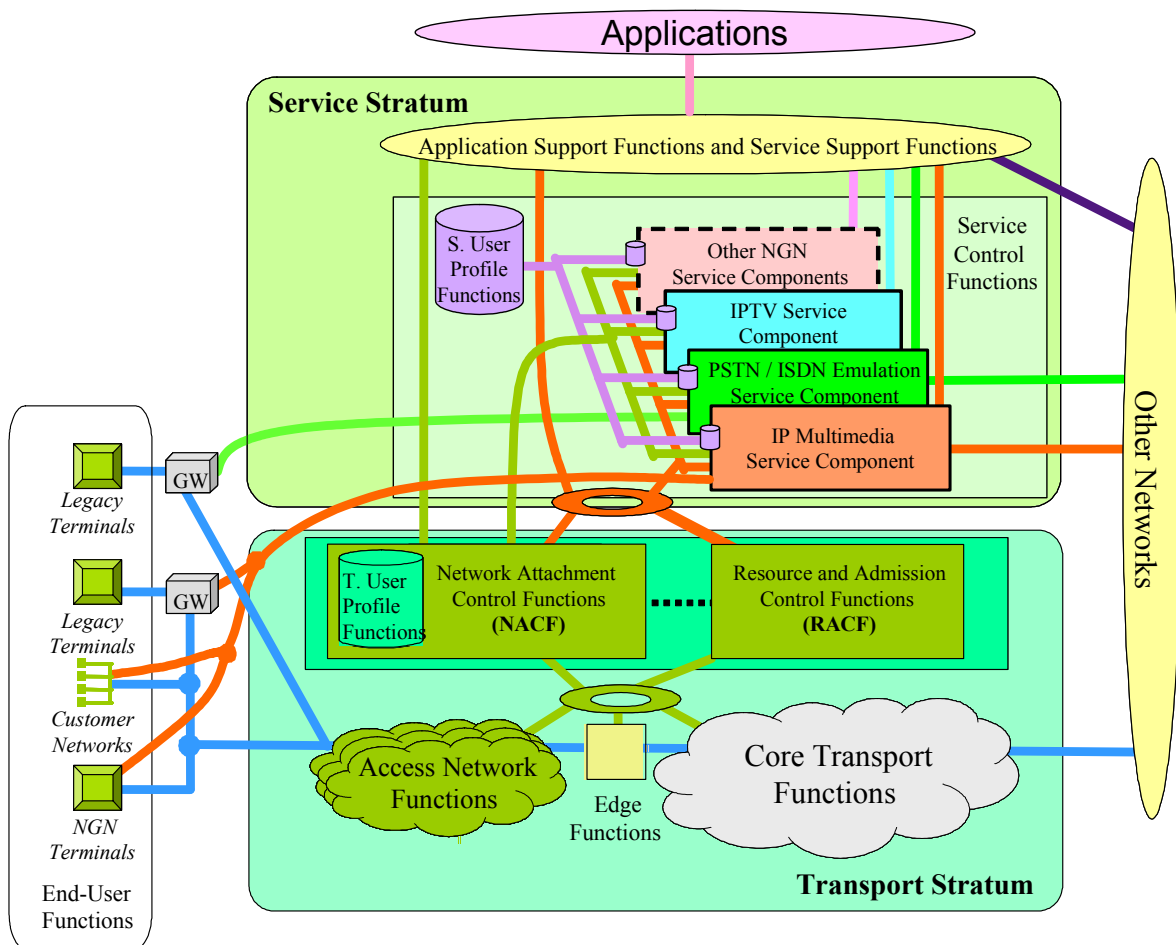 Applications
Service Stratum
Application Support Functions and Service Support Functions
S. User
Profile
Functions
Other NGN
Service Components
Service
Control
Functions
IPTV Service
Component
PSTN / ISDN Emulation
Service Component
IP Multimedia
Service Component
Other Networks
GW
Legacy
Terminals
GW
Legacy
Terminals
Customer
Networks
NGN
Terminals
End-User
Functions
T. User
Profile
Functions
Network Attachment
Control Functions
(NACF)
Resource and Admission
Control Functions
(RACF)
Access Network
Functions
Edge
Functions
Core Transport
Functions
Transport Stratum